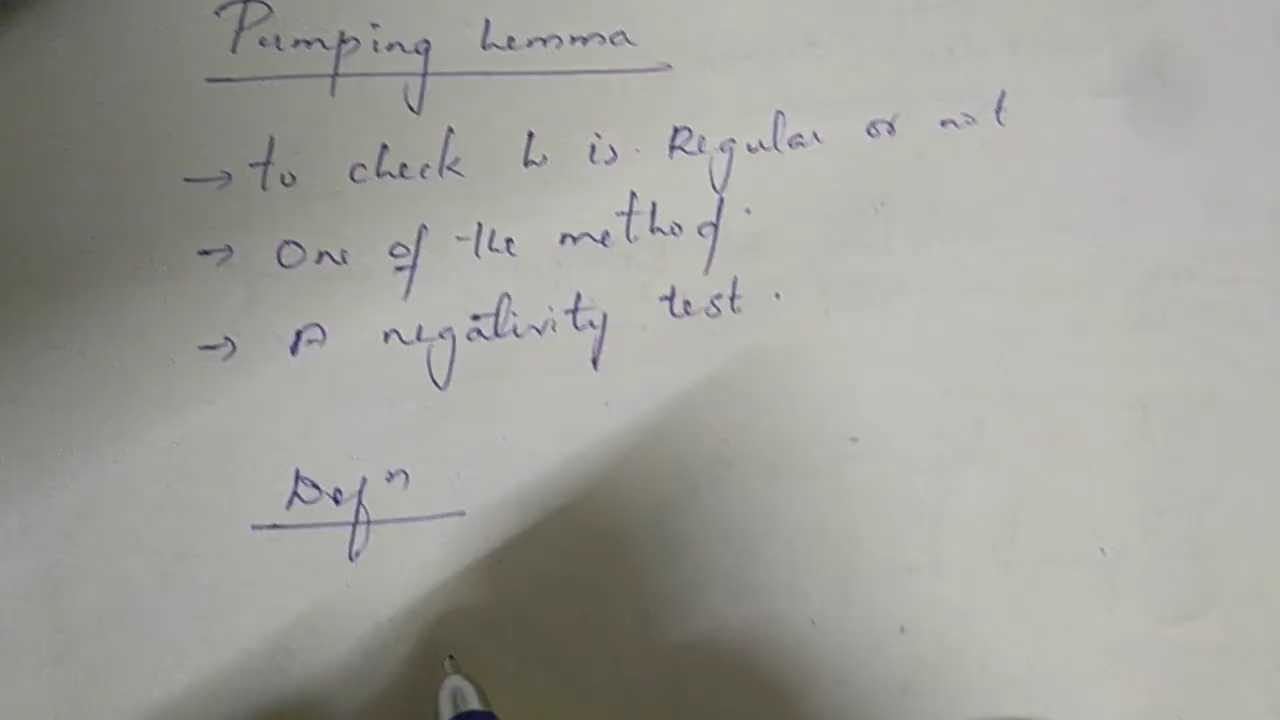 Pumping Lemma
→ to check L is Regular or not
→ One of the method.
→ A negativity test.
Defⁿ